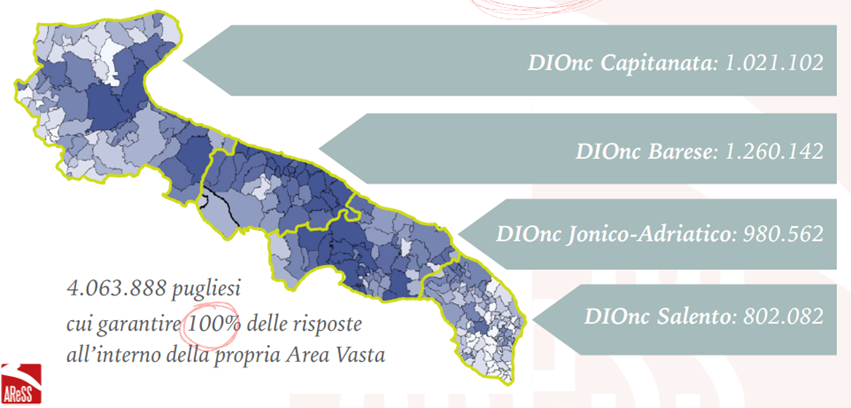 DIOnc Capitanata: 1.021.102
DIOnc Barese: 1.260.142
DIOnc Jonico-Adriatico: 980.562
DIOnc Salento: 802.082
4.063.888 pugliesi
cui garantire 100% delle risposte
all'interno della propria Area Vasta
AReSS